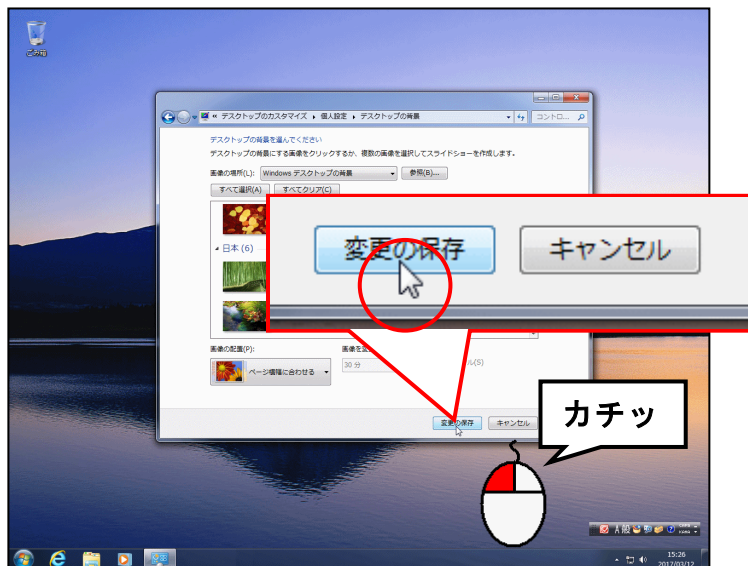 ごみ箱
« デスクトップのカスタマイズ ▸ 個人設定 ▸ デスクトップの背景
コントロ...
デスクトップの背景を選んでください
デスクトップの背景にする画像をクリックするか、複数の画像を選択してスライドショーを作成します。
画像の場所(L): Windows デスクトップの背景
参照(B)...
すべて選択(A) すべてクリア(C)
日本 (6)
変更の保存 キャンセル
画像の配置(P):
ページ横幅に合わせる
画像を変
30 分
(S)
変更の保存 キャンセル
カチッ
A 般
CAPS
KANA
15:26
2017/03/12